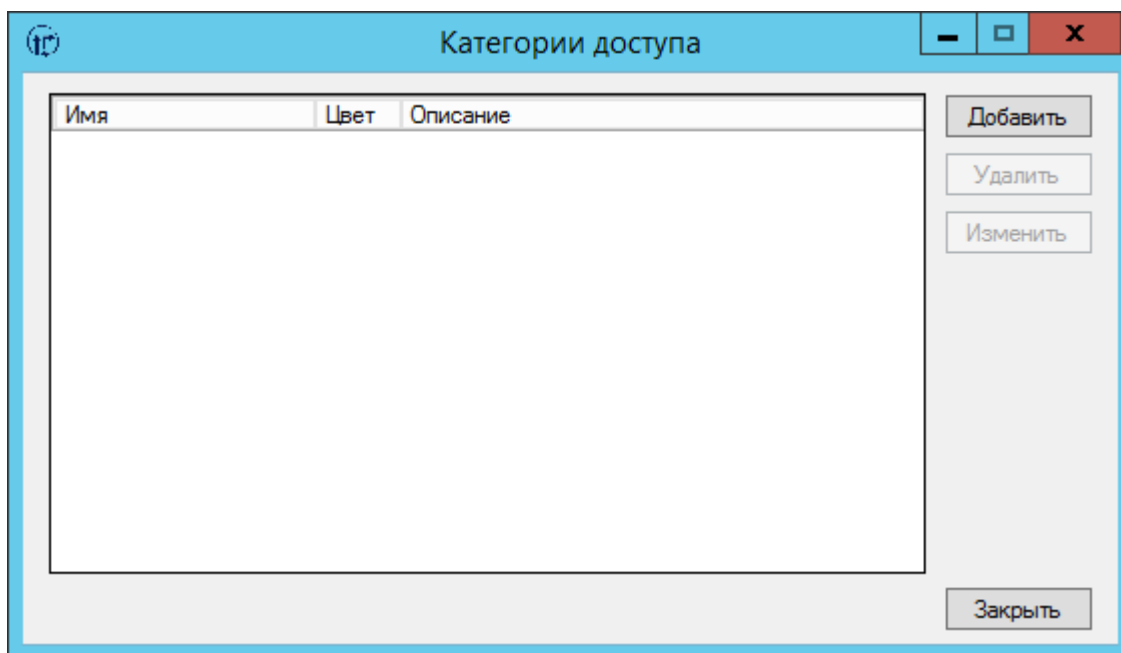 Категории доступа
Имя Цвет Описание
Добавить
Удалить
Изменить
Закрыть